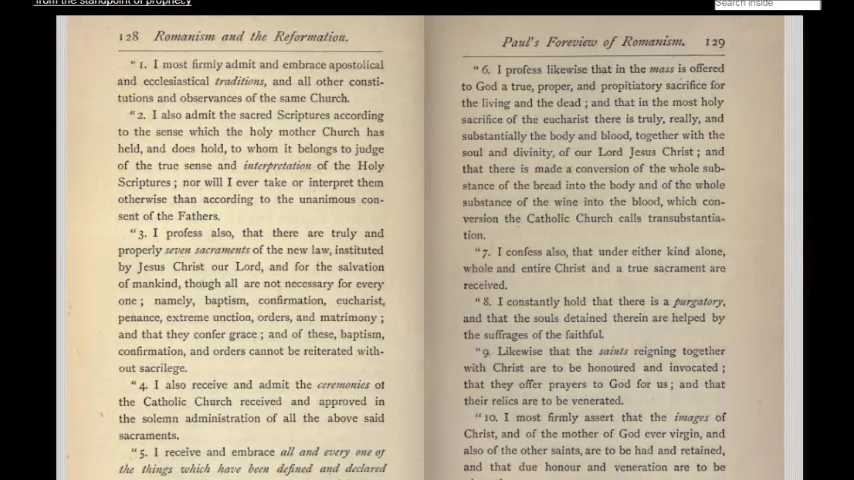 from the standpoint of prophecy
Search inside
128 Romanism and the Reformation.
"1. I most firmly admit and embrace apostolical
and ecclesiastical traditions, and all other consti-
tutions and observances of the same Church.
"2. I also admit the sacred Scriptures according
to the sense which the holy mother Church has
held, and does hold, to whom it belongs to judge
of the true sense and interpretation of the Holy
Scriptures ; nor will I ever take or interpret them
otherwise than according to the unanimous con-
sent of the Fathers.
"3. I profess also, that there are truly and
properly seven sacraments of the new law, instituted
by Jesus Christ our Lord, and for the salvation
of mankind, though all are not necessary for every
one ; namely, baptism, confirmation, eucharist,
penance, extreme unction, orders, and matrimony ;
and that they confer grace ; and of these, baptism,
confirmation, and orders cannot be reiterated with-
out sacrilege.
"4. I also receive and admit the ceremonies of
the Catholic Church received and approved in
the solemn administration of all the above said
sacraments.
"5. I receive and embrace all and every one of
the things which have been defined and declared
Paul's Foreview of Romanism. 129
"6. I profess likewise that in the mass is offered
to God a true, proper, and propitiatory sacrifice for
the living and the dead ; and that in the most holy
sacrifice of the eucharist there is truly, really, and
substantially the body and blood, together with the
soul and divinity, of our Lord Jesus Christ ; and
that there is made a conversion of the whole sub-
stance of the bread into the body and of the whole
substance of the wine into the blood, which con-
version the Catholic Church calls transubstantia-
tion.
"7. I confess also, that under either kind alone,
whole and entire Christ and a true sacrament are
received.
"8. I constantly hold that there is a purgatory,
and that the souls detained therein are helped by
the suffrages of the faithful.
"9. Likewise that the saints reigning together
with Christ are to be honoured and invocated ;
that they offer prayers to God for us ; and that
their relics are to be venerated.
"10. I most firmly assert that the images of
Christ, and of the mother of God ever virgin, and
also of the other saints, are to be had and retained,
and that due honour and veneration are to be